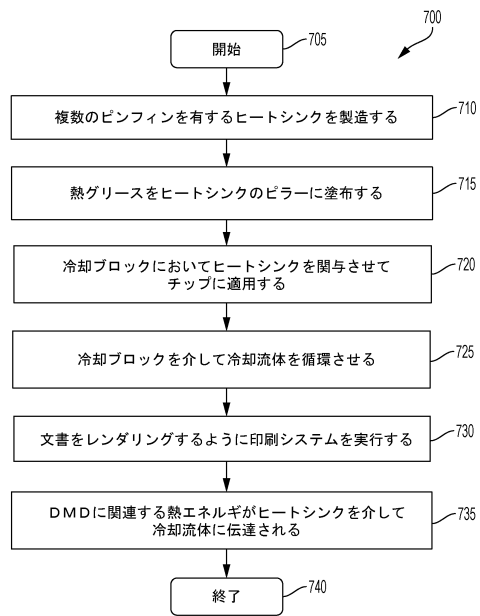 700
開始
705
複数のピンフィンを有するヒートシンクを製造する
710
熱グリースをヒートシンクのピラーに塗布する
715
冷却ブロックにおいてヒートシンクを関与させて
チップに適用する
720
冷却ブロックを介して冷却流体を循環させる
725
文書をレンダリングするように印刷システムを実行する
730
ＤＭＤに関連する熱エネルギがヒートシンクを介して
冷却流体に伝達される
735
終了
740